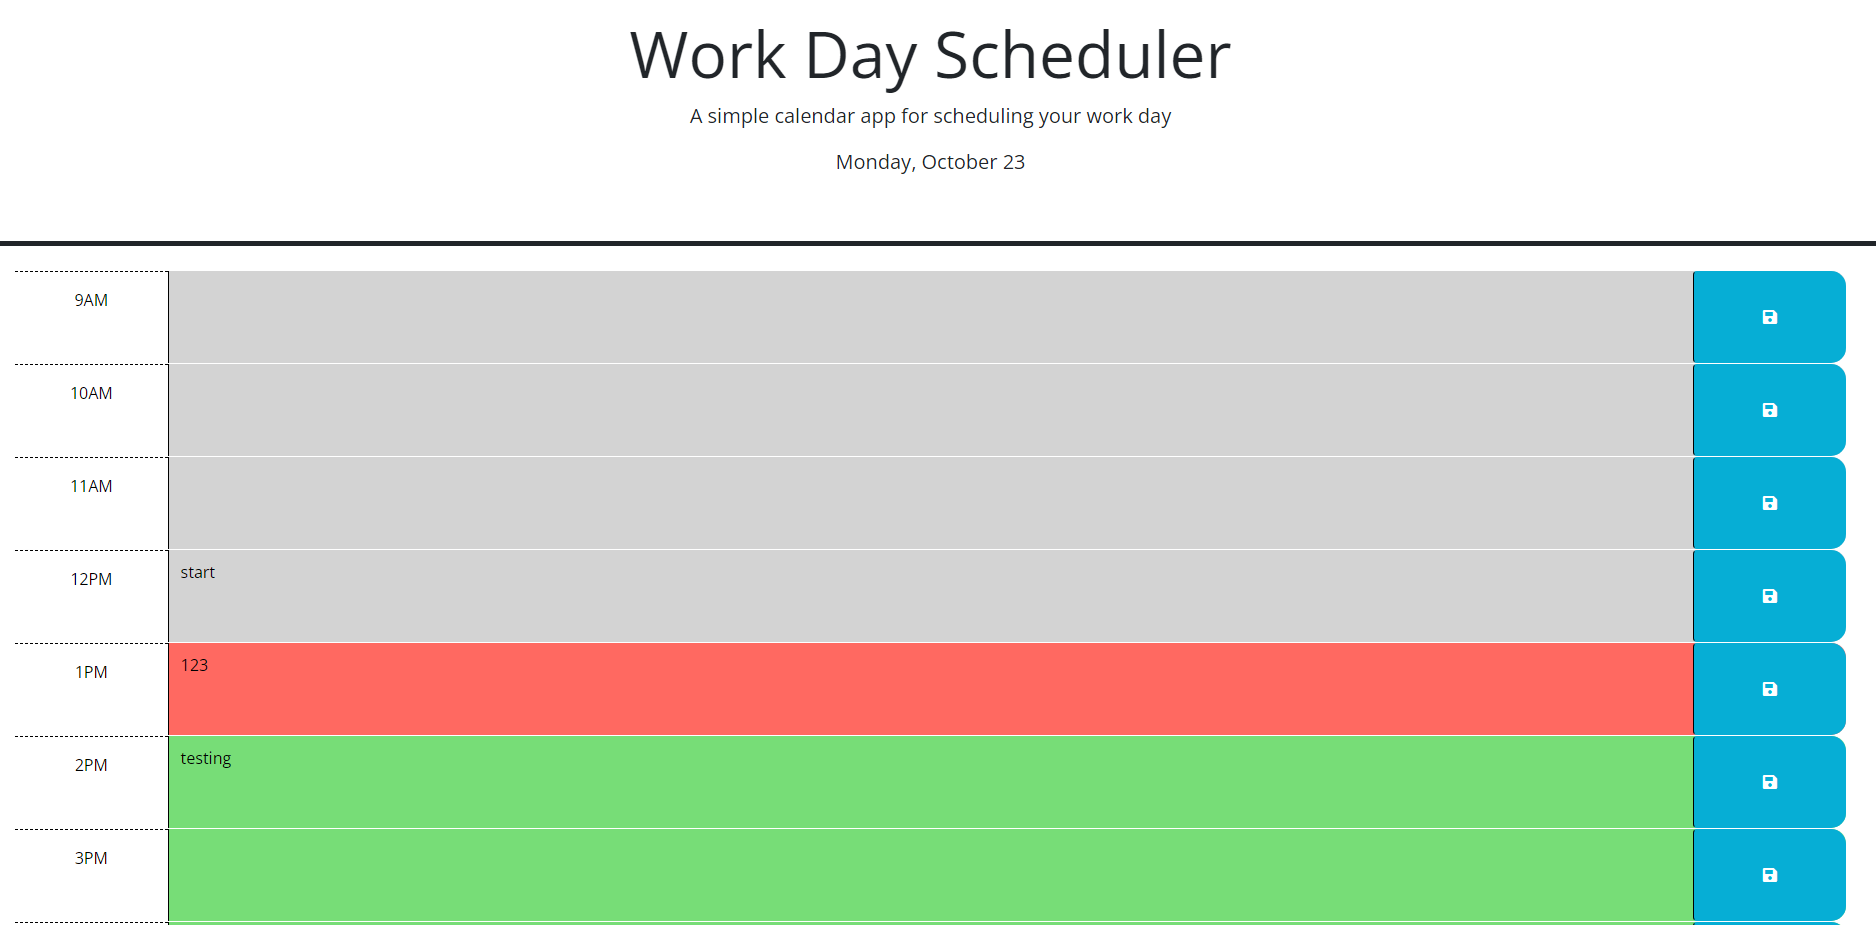 Work Day Scheduler
A simple calendar app for scheduling your work day
Monday, October 23
9AM
10AM
11AM
12PM
start
1PM
123
2PM
testing
3PM